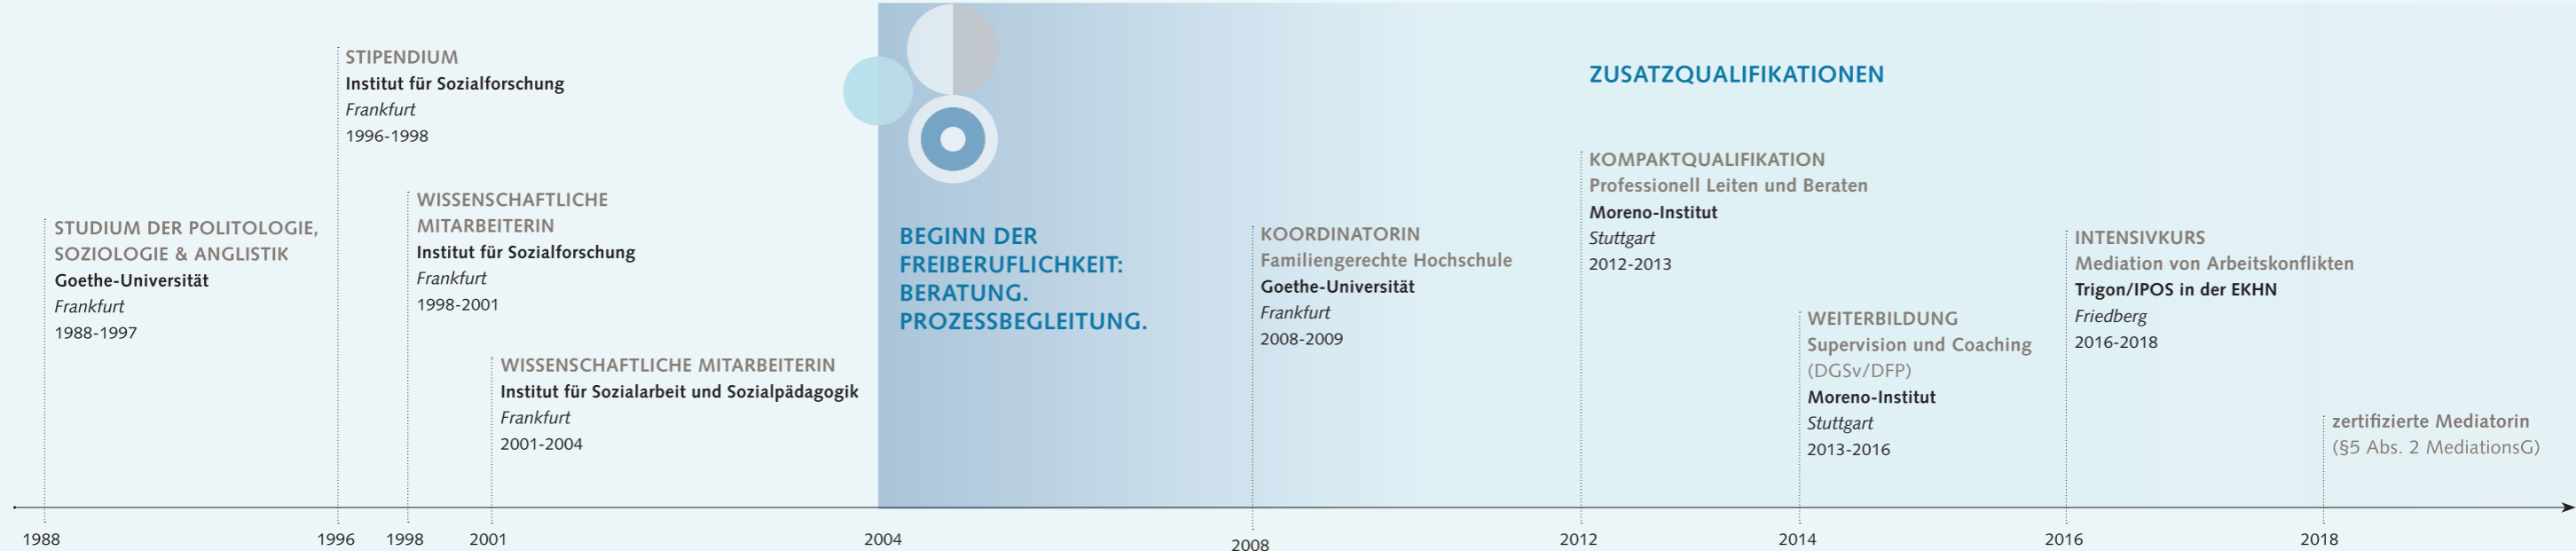 STIPENDIUM
Institut für Sozialforschung
Frankfurt
1996-1998
WISSENSCHAFTLICHE
MITARBEITERIN
Institut für Sozialforschung
Frankfurt
1998-2001
STUDIUM DER POLITOLOGIE,
SOZIOLOGIE & ANGLISTIK
Goethe-Universität
Frankfurt
1988-1997
WISSENSCHAFTLICHE MITARBEITERIN
Institut für Sozialarbeit und Sozialpädagogik
Frankfurt
2001-2004
BEGINN DER
FREIBERUFLICHKEIT:
BERATUNG.
PROZESSBEGLEITUNG.
KOORDINATORIN
Familiengerechte Hochschule
Goethe-Universität
Frankfurt
2008-2009
ZUSATZQUALIFIKATIONEN
KOMPAKTQUALIFIKATION
Professionell Leiten und Beraten
Moreno-Institut
Stuttgart
2012-2013
WEITERBILDUNG
Supervision und Coaching
(DGSv/DFP)
Moreno-Institut
Stuttgart
2013-2016
INTENSIVKURS
Mediation von Arbeitskonflikten
Trigon/IPOS in der EKHN
Friedberg
2016-2018
zertifizierte Mediatorin
(§5 Abs. 2 MediationsG)
1988 1996 1998 2001 2004 2008 2012 2014 2016 2018